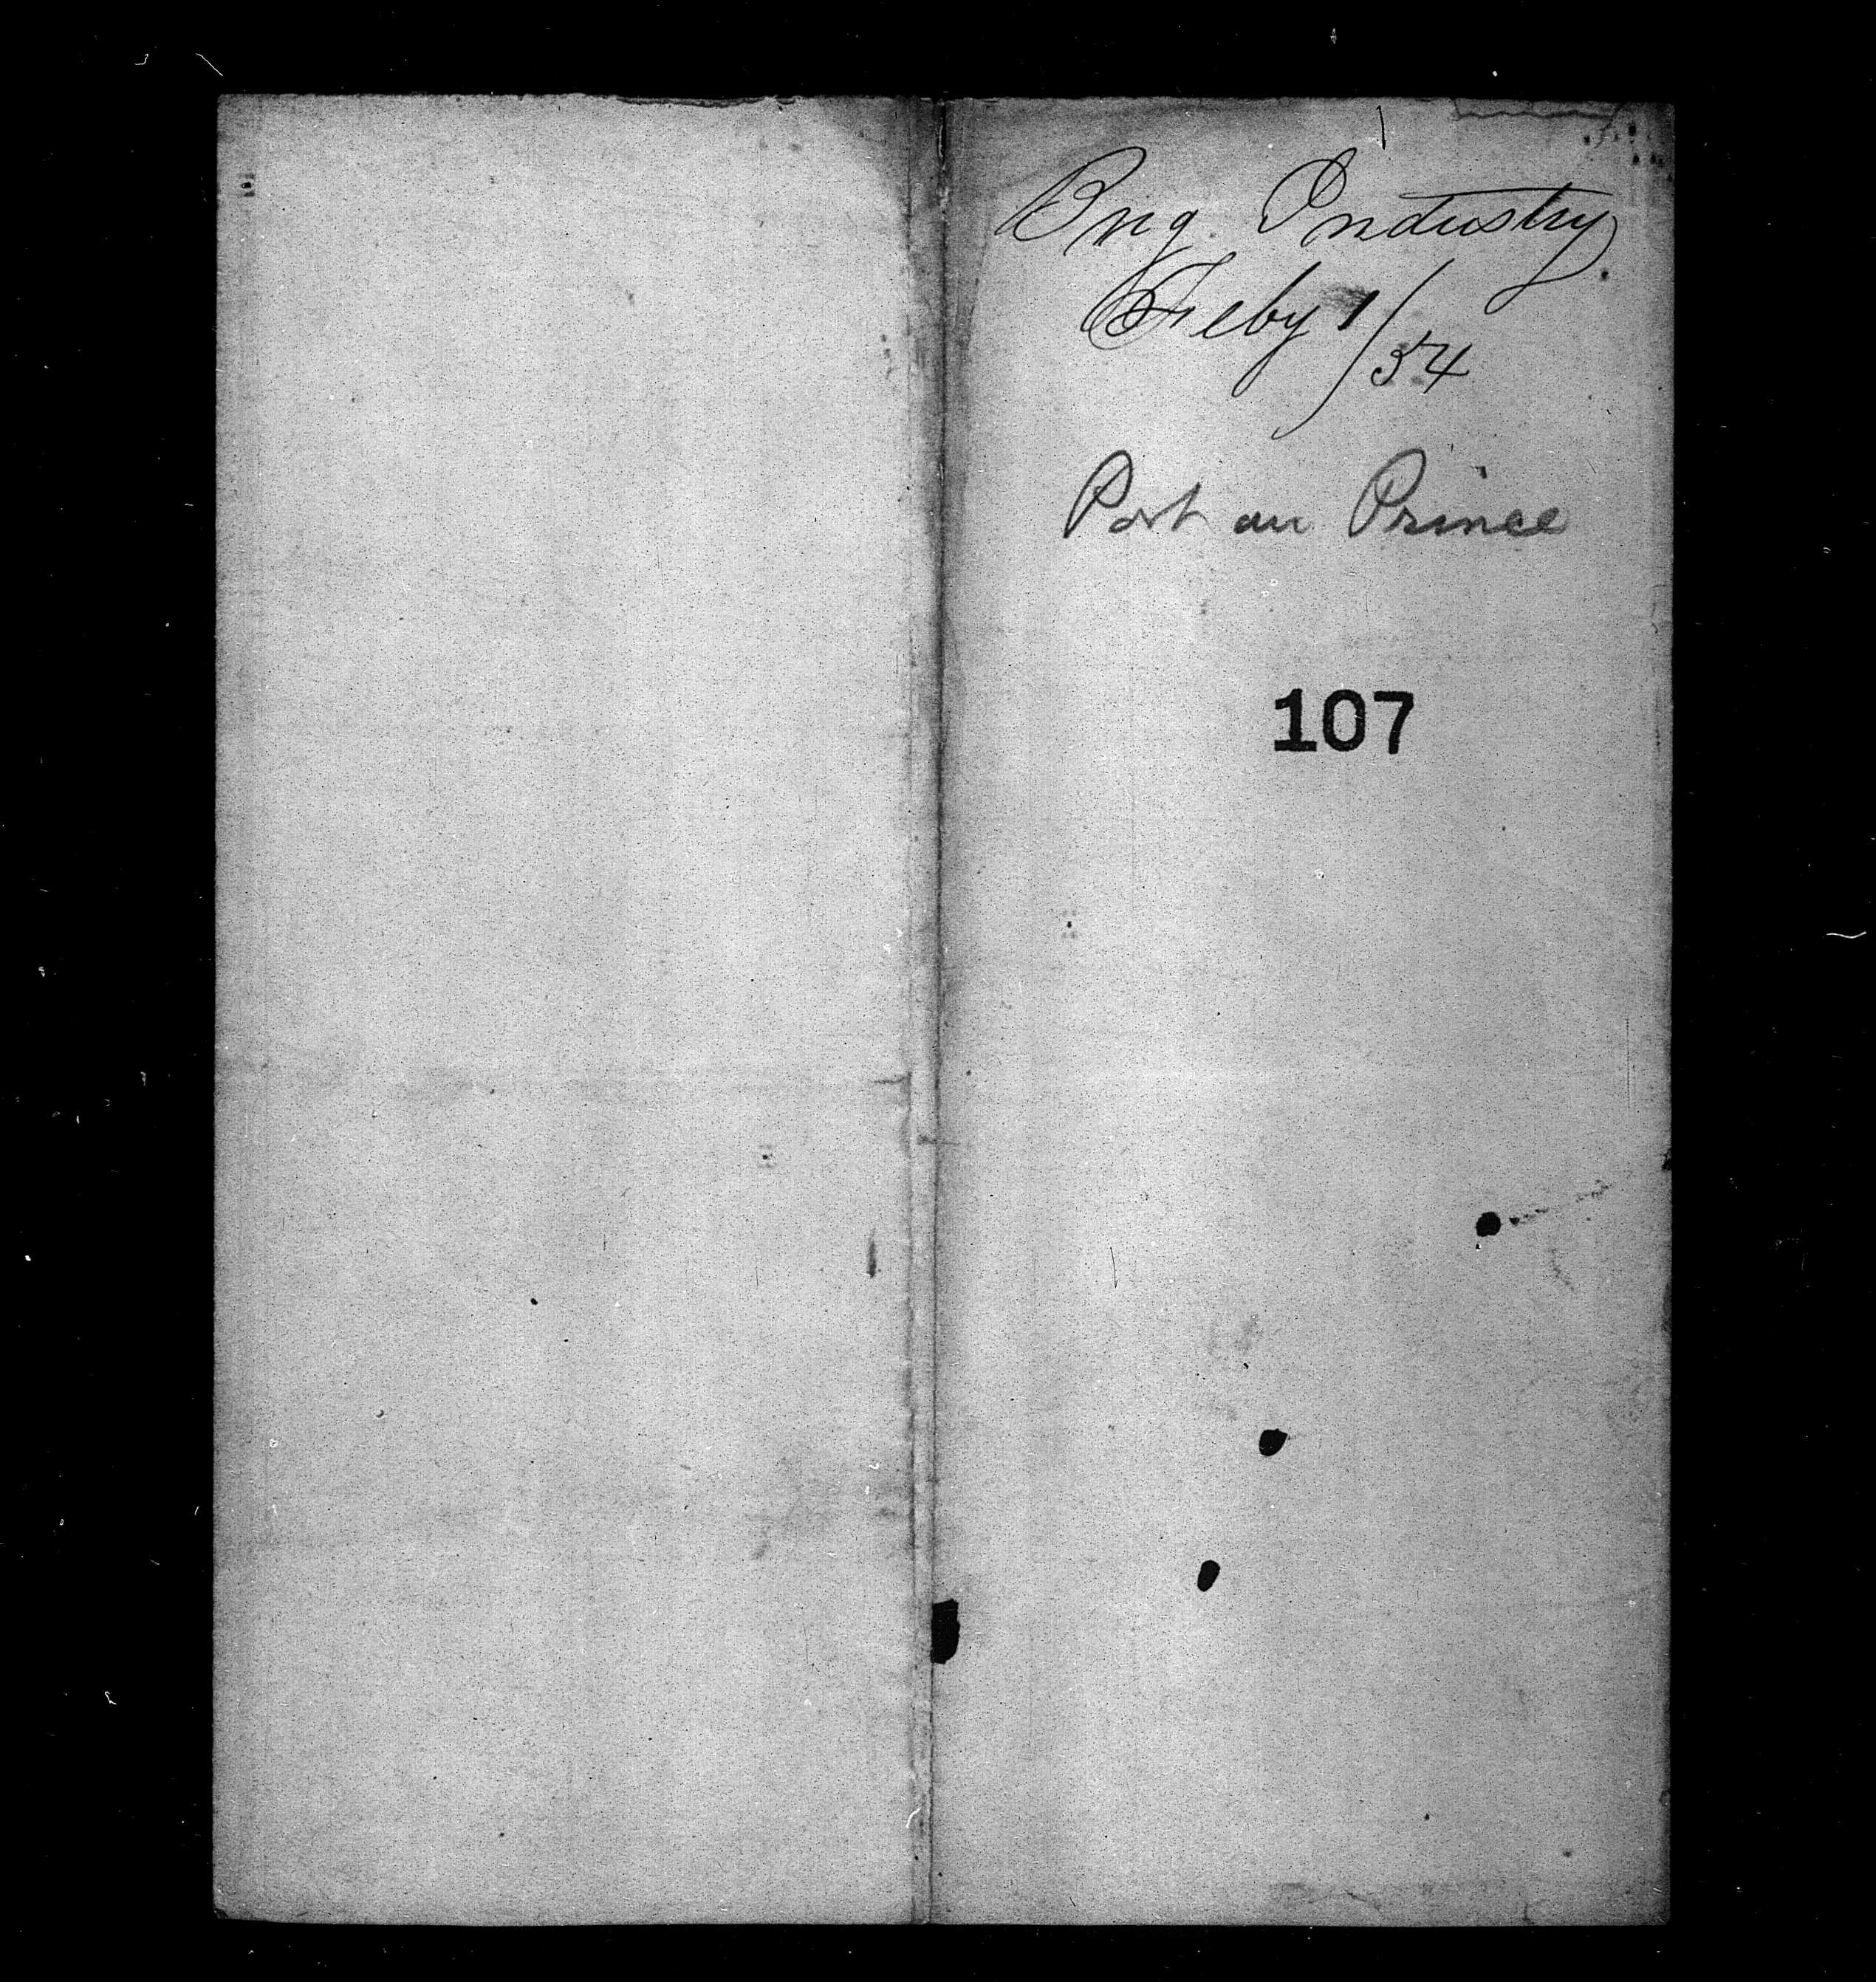 Brig Industry
Feby 1/54
Port au Prince
107